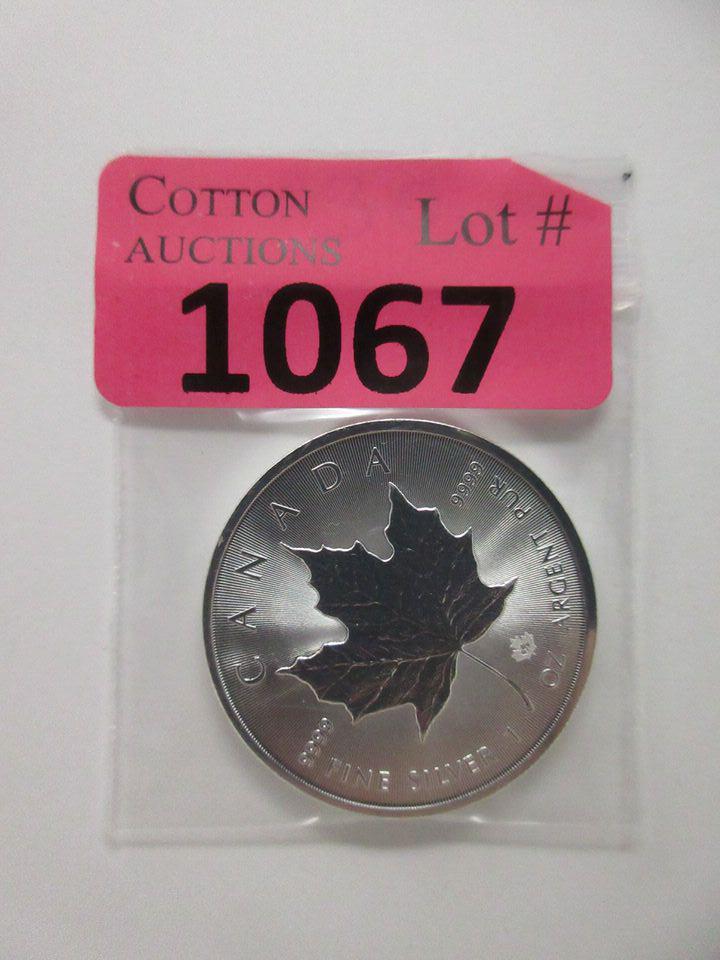 COTTON
AUCTIONS
Lot #
1067
CANADA
9999
ARGENT PUR
9999
FINE SILVER 1 OZ